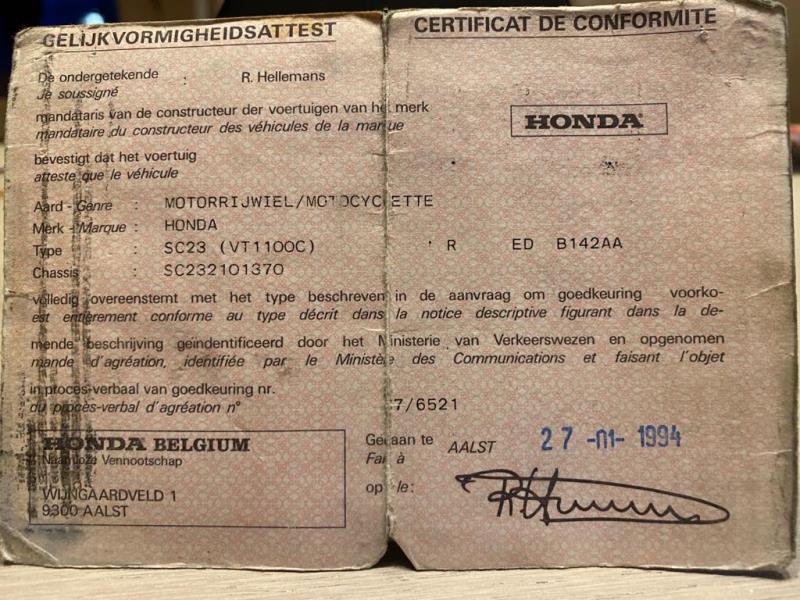 GELIJKVORMIGHEIDSATTEST
CERTIFICAT DE CONFORMITE
De ondergetekende : R. Hellemans
Je soussigné
mandataris van de constructeur der voertuigen van het merk
mandataire du constructeur des véhicules de la marque
HONDA
bevestigt dat het voertuig
atteste que le véhicule
Aard - Genre : MOTORRIJWIEL/MOTOCYCLETTE
Merk - Marque : HONDA
Type : SC23 (VT1100C) R ED B142AA
Chassis : SC232101370
volledig overeenstemt met het type beschreven in de aanvraag om goedkeuring voorko-
est entièrement conforme au type décrit dans la notice descriptive figurant dans la de-
mende beschrijving geïndentificeerd door het Ministerie van Verkeerswezen en opgenomen
mande d'agréation, identifiée par le Ministère des Communications et faisant l'objet
in proces-verbaal van goedkeuring nr.
du procès-verbal d'agréation n° 7/6521
HONDA BELGIUM
Naamloze Vennootschap
WIJNGAARDVELD 1
9300 AALST
Gedaan te AALST 27 -01- 1994
Fait à
op le: